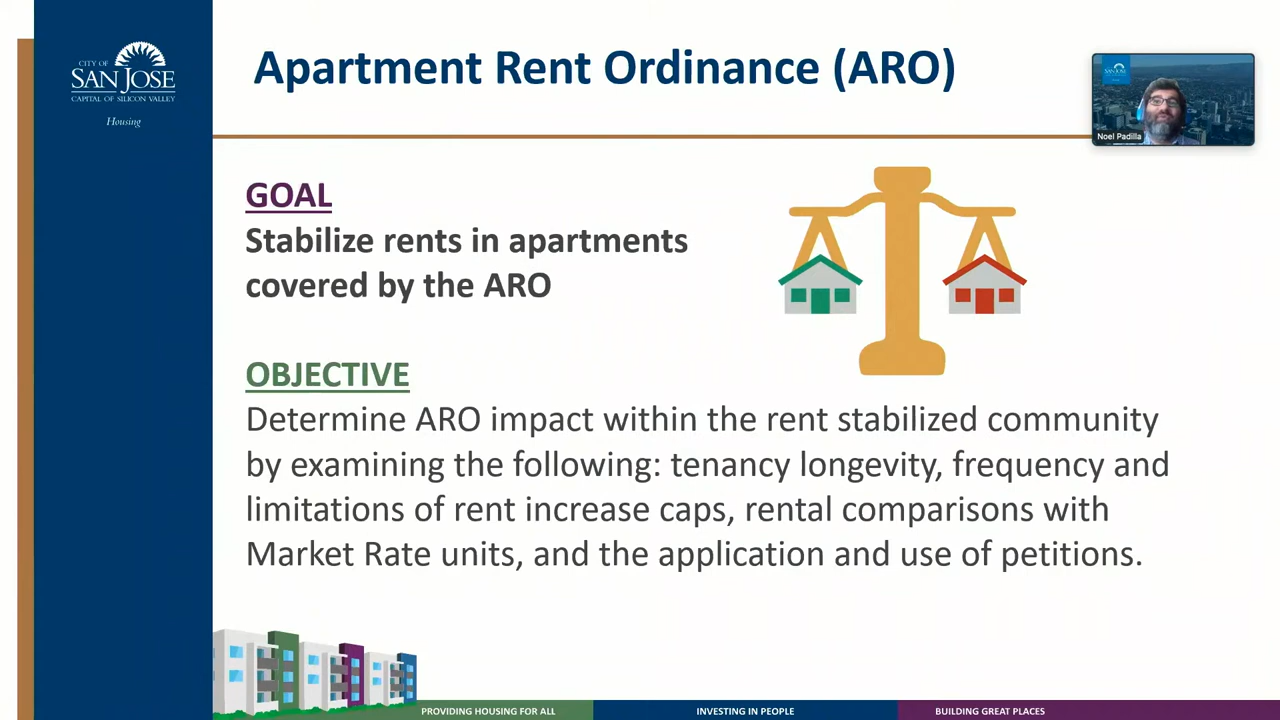 CITY OF
SAN JOSE
CAPITAL OF SILICON VALLEY
Housing
Apartment Rent Ordinance (ARO)
Noel Padilla
GOAL
Stabilize rents in apartments
covered by the ARO
OBJECTIVE
Determine ARO impact within the rent stabilized community
by examining the following: tenancy longevity, frequency and
limitations of rent increase caps, rental comparisons with
Market Rate units, and the application and use of petitions.
PROVIDING HOUSING FOR ALL
INVESTING IN PEOPLE
BUILDING GREAT PLACES